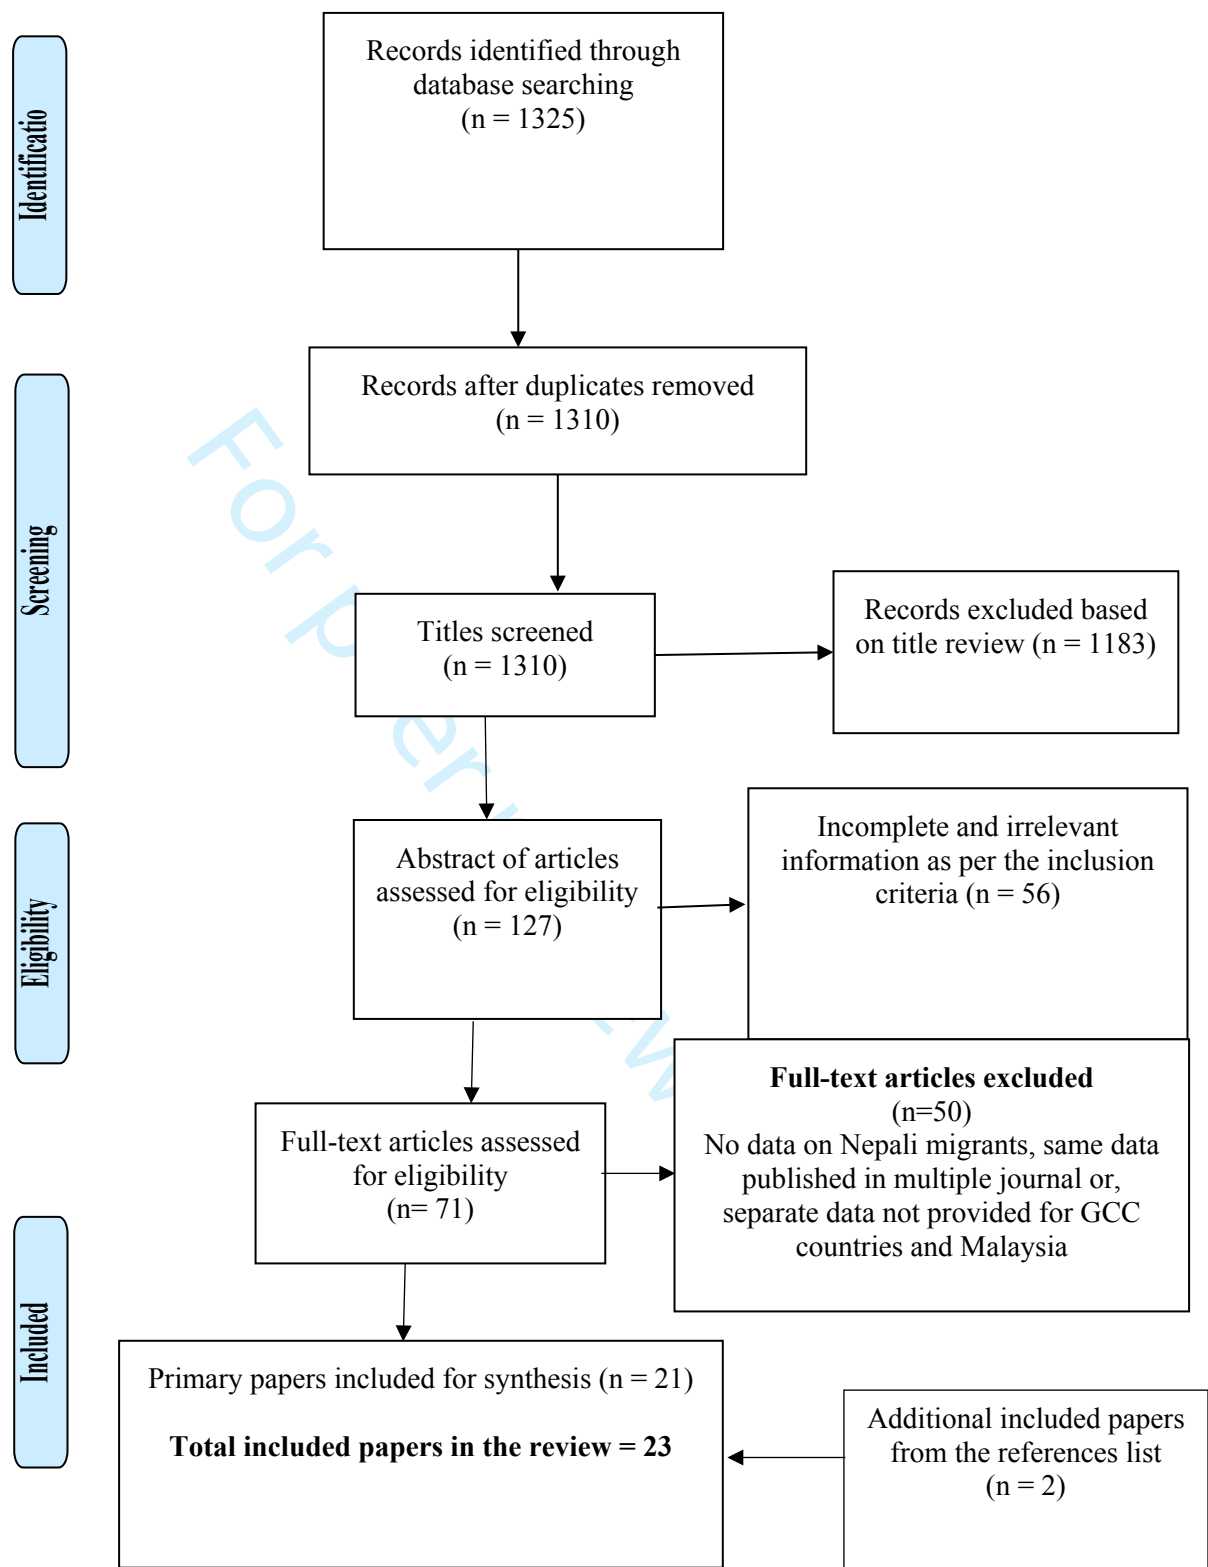 Identificatio
Records identified through
database searching
(n = 1325)
Screening
Records after duplicates removed
(n = 1310)
Titles screened
(n = 1310)
Records excluded based
on title review (n = 1183)
Eligibility
Abstract of articles
assessed for eligibility
(n = 127)
Incomplete and irrelevant
information as per the inclusion
criteria (n = 56)
Full-text articles assessed
for eligibility
(n= 71)
Full-text articles excluded
(n=50)
No data on Nepali migrants, same data
published in multiple journal or,
separate data not provided for GCC
countries and Malaysia
Included
Primary papers included for synthesis (n = 21)
Total included papers in the review = 23
Additional included papers
from the references list
(n = 2)
For